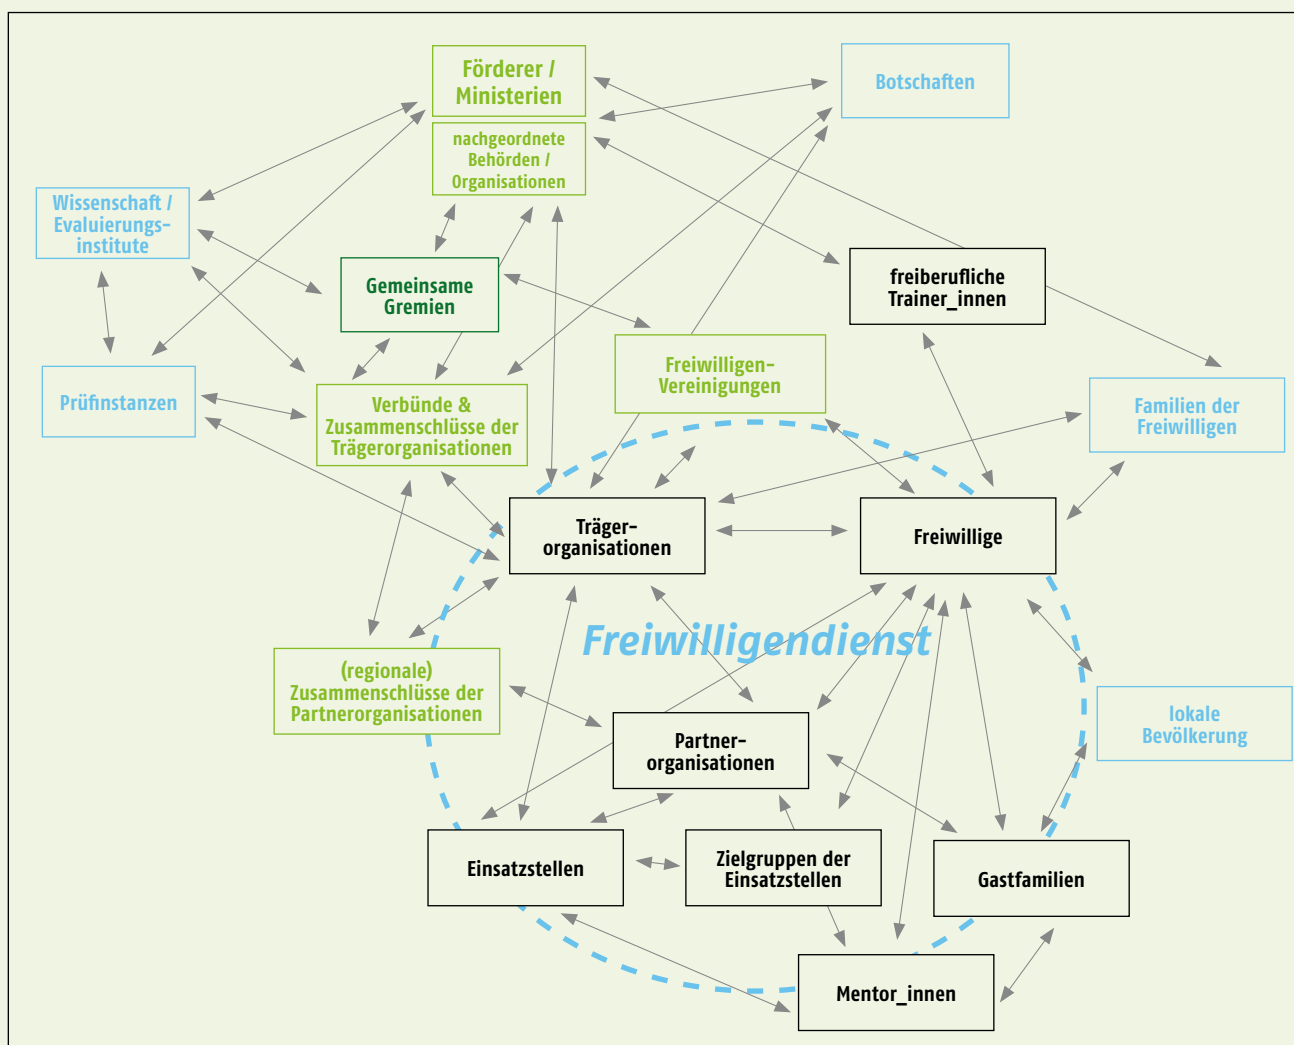 Förderer /
Ministerien
Botschaften
nachgeordnete
Behörden /
Organisationen
Wissenschaft /
Evaluierungs-
institute
Gemeinsame
Gremien
freiberufliche
Trainer_innen
Freiwilligen-
Vereinigungen
Prüfinstanzen
Verbünde &
Zusammenschlüsse der
Trägerorganisationen
Familien der
Freiwilligen
Träger-
organisationen
Freiwillige
Freiwilligendienst
(regionale)
Zusammenschlüsse der
Partnerorganisationen
lokale
Bevölkerung
Partner-
organisationen
Einsatzstellen
Zielgruppen der
Einsatzstellen
Gastfamilien
Mentor_innen